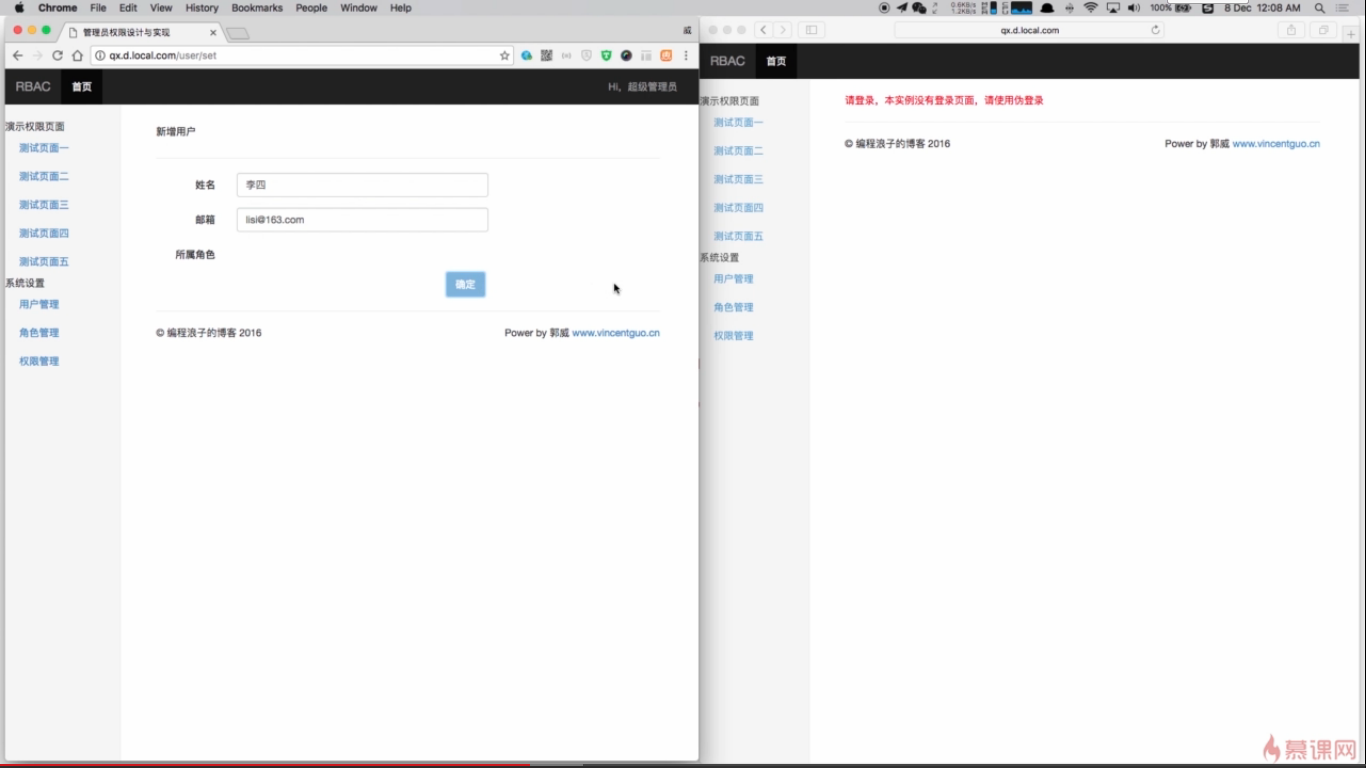 Chrome File Edit View History Bookmarks People Window Help
0.6KB/s
1.2KB/s
100%
8 Dec 12:08 AM
管理员权限设计与实现
威
qx.d.local.com/user/set
RBAC 首页
Hi，超级管理员
演示权限页面
测试页面一
测试页面二
测试页面三
测试页面四
测试页面五
系统设置
用户管理
角色管理
权限管理
新增用户
姓名 李四
邮箱 lisi@163.com
所属角色
确定
© 编程浪子的博客 2016
Power by 郭威 www.vincentguo.cn
qx.d.local.com
RBAC 首页
演示权限页面
测试页面一
测试页面二
测试页面三
测试页面四
测试页面五
系统设置
用户管理
角色管理
权限管理
请登录，本实例没有登录页面，请使用伪登录
© 编程浪子的博客 2016
Power by 郭威 www.vincentguo.cn
慕课网